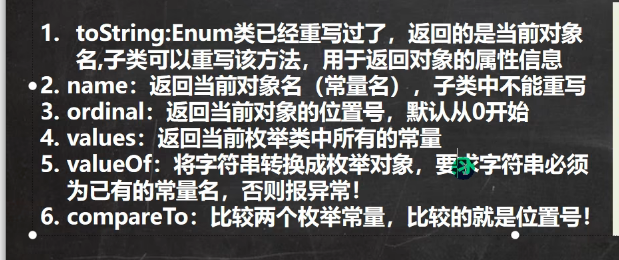 1. toString:Enum类已经重写过了，返回的是当前对象
名,子类可以重写该方法，用于返回对象的属性信息
2. name：返回当前对象名（常量名），子类中不能重写
3. ordinal：返回当前对象的位置号，默认从0开始
4. values：返回当前枚举类中所有的常量
5. valueOf：将字符串转换成枚举对象，要求字符串必须
为已有的常量名，否则报异常！
6. compareTo：比较两个枚举常量，比较的就是位置号！